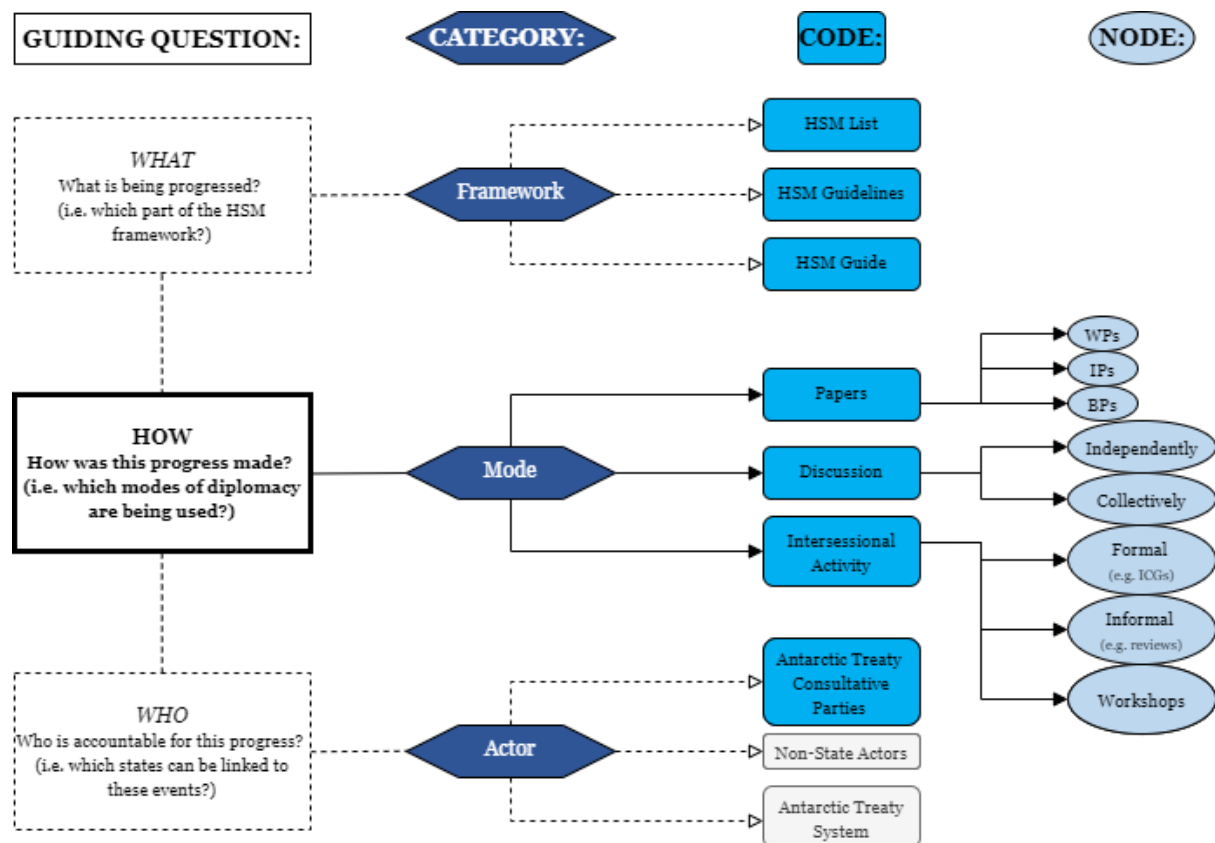 GUIDING QUESTION:
CATEGORY:
CODE:
NODE:
WHAT
What is being progressed?
(i.e. which part of the HSM
framework?)
Framework
HSM List
HSM Guidelines
HSM Guide
HOW
How was this progress made?
(i.e. which modes of diplomacy
are being used?)
Mode
Papers
WPs
IPs
BPs
Discussion
Independently
Collectively
Intersessional
Activity
Formal
(e.g. ICGs)
Informal
(e.g. reviews)
Workshops
WHO
Who is accountable for this progress?
(i.e. which states can be linked to
these events?)
Actor
Antarctic Treaty
Consultative
Parties
Non-State Actors
Antarctic Treaty
System